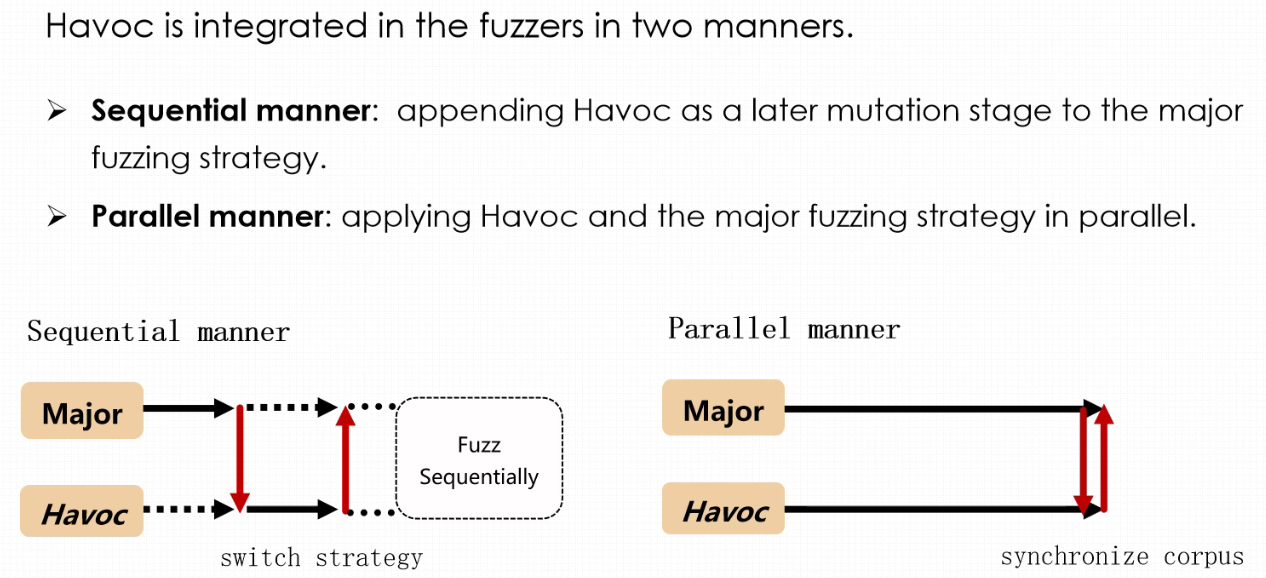 Havoc is integrated in the fuzzers in two manners.
➢ Sequential manner: appending Havoc as a later mutation stage to the major
fuzzing strategy.
➢ Parallel manner: applying Havoc and the major fuzzing strategy in parallel.
Sequential manner
Major
Havoc
Fuzz
Sequentially
switch strategy
Parallel manner
Major
Havoc
synchronize corpus